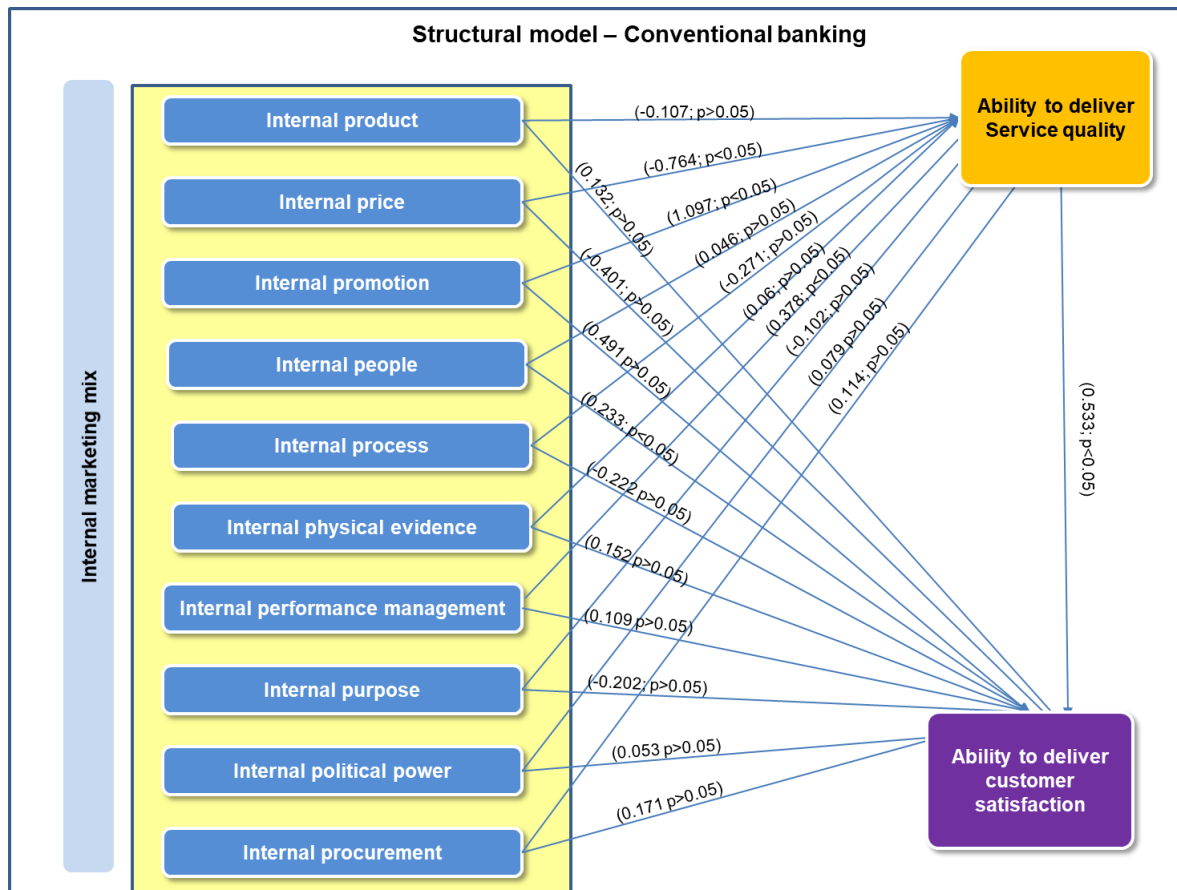 Structural model – Conventional banking
Internal marketing mix
Internal product
Internal price
Internal promotion
Internal people
Internal process
Internal physical evidence
Internal performance management
Internal purpose
Internal political power
Internal procurement
(-0.107; p>0.05)
(-0.764; p<0.05)
(1.097; p<0.05)
(0.046; p>0.05)
(-0.271; p>0.05)
(0.06; p>0.05)
(0.378; p<0.05)
(-0.102; p>0.05)
(0.079 p>0.05)
(0.114; p>0.05)
(0.132; p>0.05)
(-0.401; p>0.05)
(0.491 p>0.05)
(0.233; p<0.05)
(-0.222 p>0.05)
(0.152 p>0.05)
(0.109 p>0.05)
(-0.202; p>0.05)
(0.053 p>0.05)
(0.171 p>0.05)
Ability to deliver
Service quality
(0.533; p<0.05)
Ability to deliver
customer
satisfaction